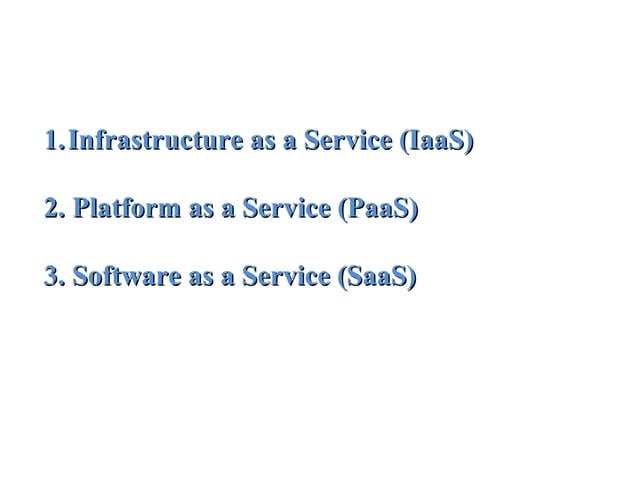 1. Infrastructure as a Service (IaaS)
2. Platform as a Service (PaaS)
3. Software as a Service (SaaS)